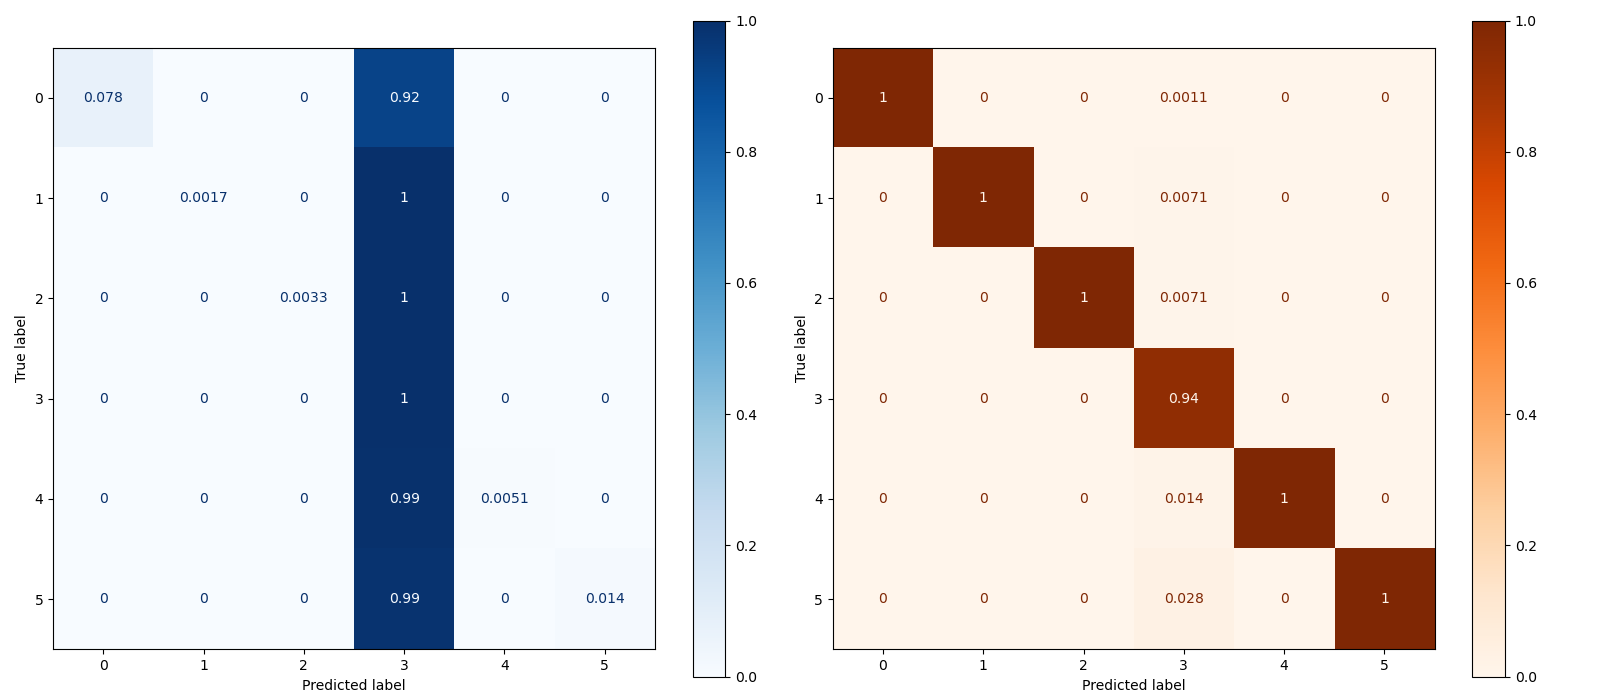 1.0
1.0
0 0.078 0 0 0.92 0 0
0 1 0 0 0.0011 0 0
0.8
0.8
1 0 0.0017 0 1 0 0
1 0 1 0 0.0071 0 0
0.6
0.6
2 0 0 0.0033 1 0 0
2 0 0 1 0.0071 0 0
True label
True label
3 0 0 0 1 0 0
3 0 0 0 0.94 0 0
0.4
0.4
4 0 0 0 0.99 0.0051 0
4 0 0 0 0.014 1 0
0.2
0.2
5 0 0 0 0.99 0 0.014
5 0 0 0 0.028 0 1
0 1 2 3 4 5
0 1 2 3 4 5
0.0
0.0
Predicted label
Predicted label